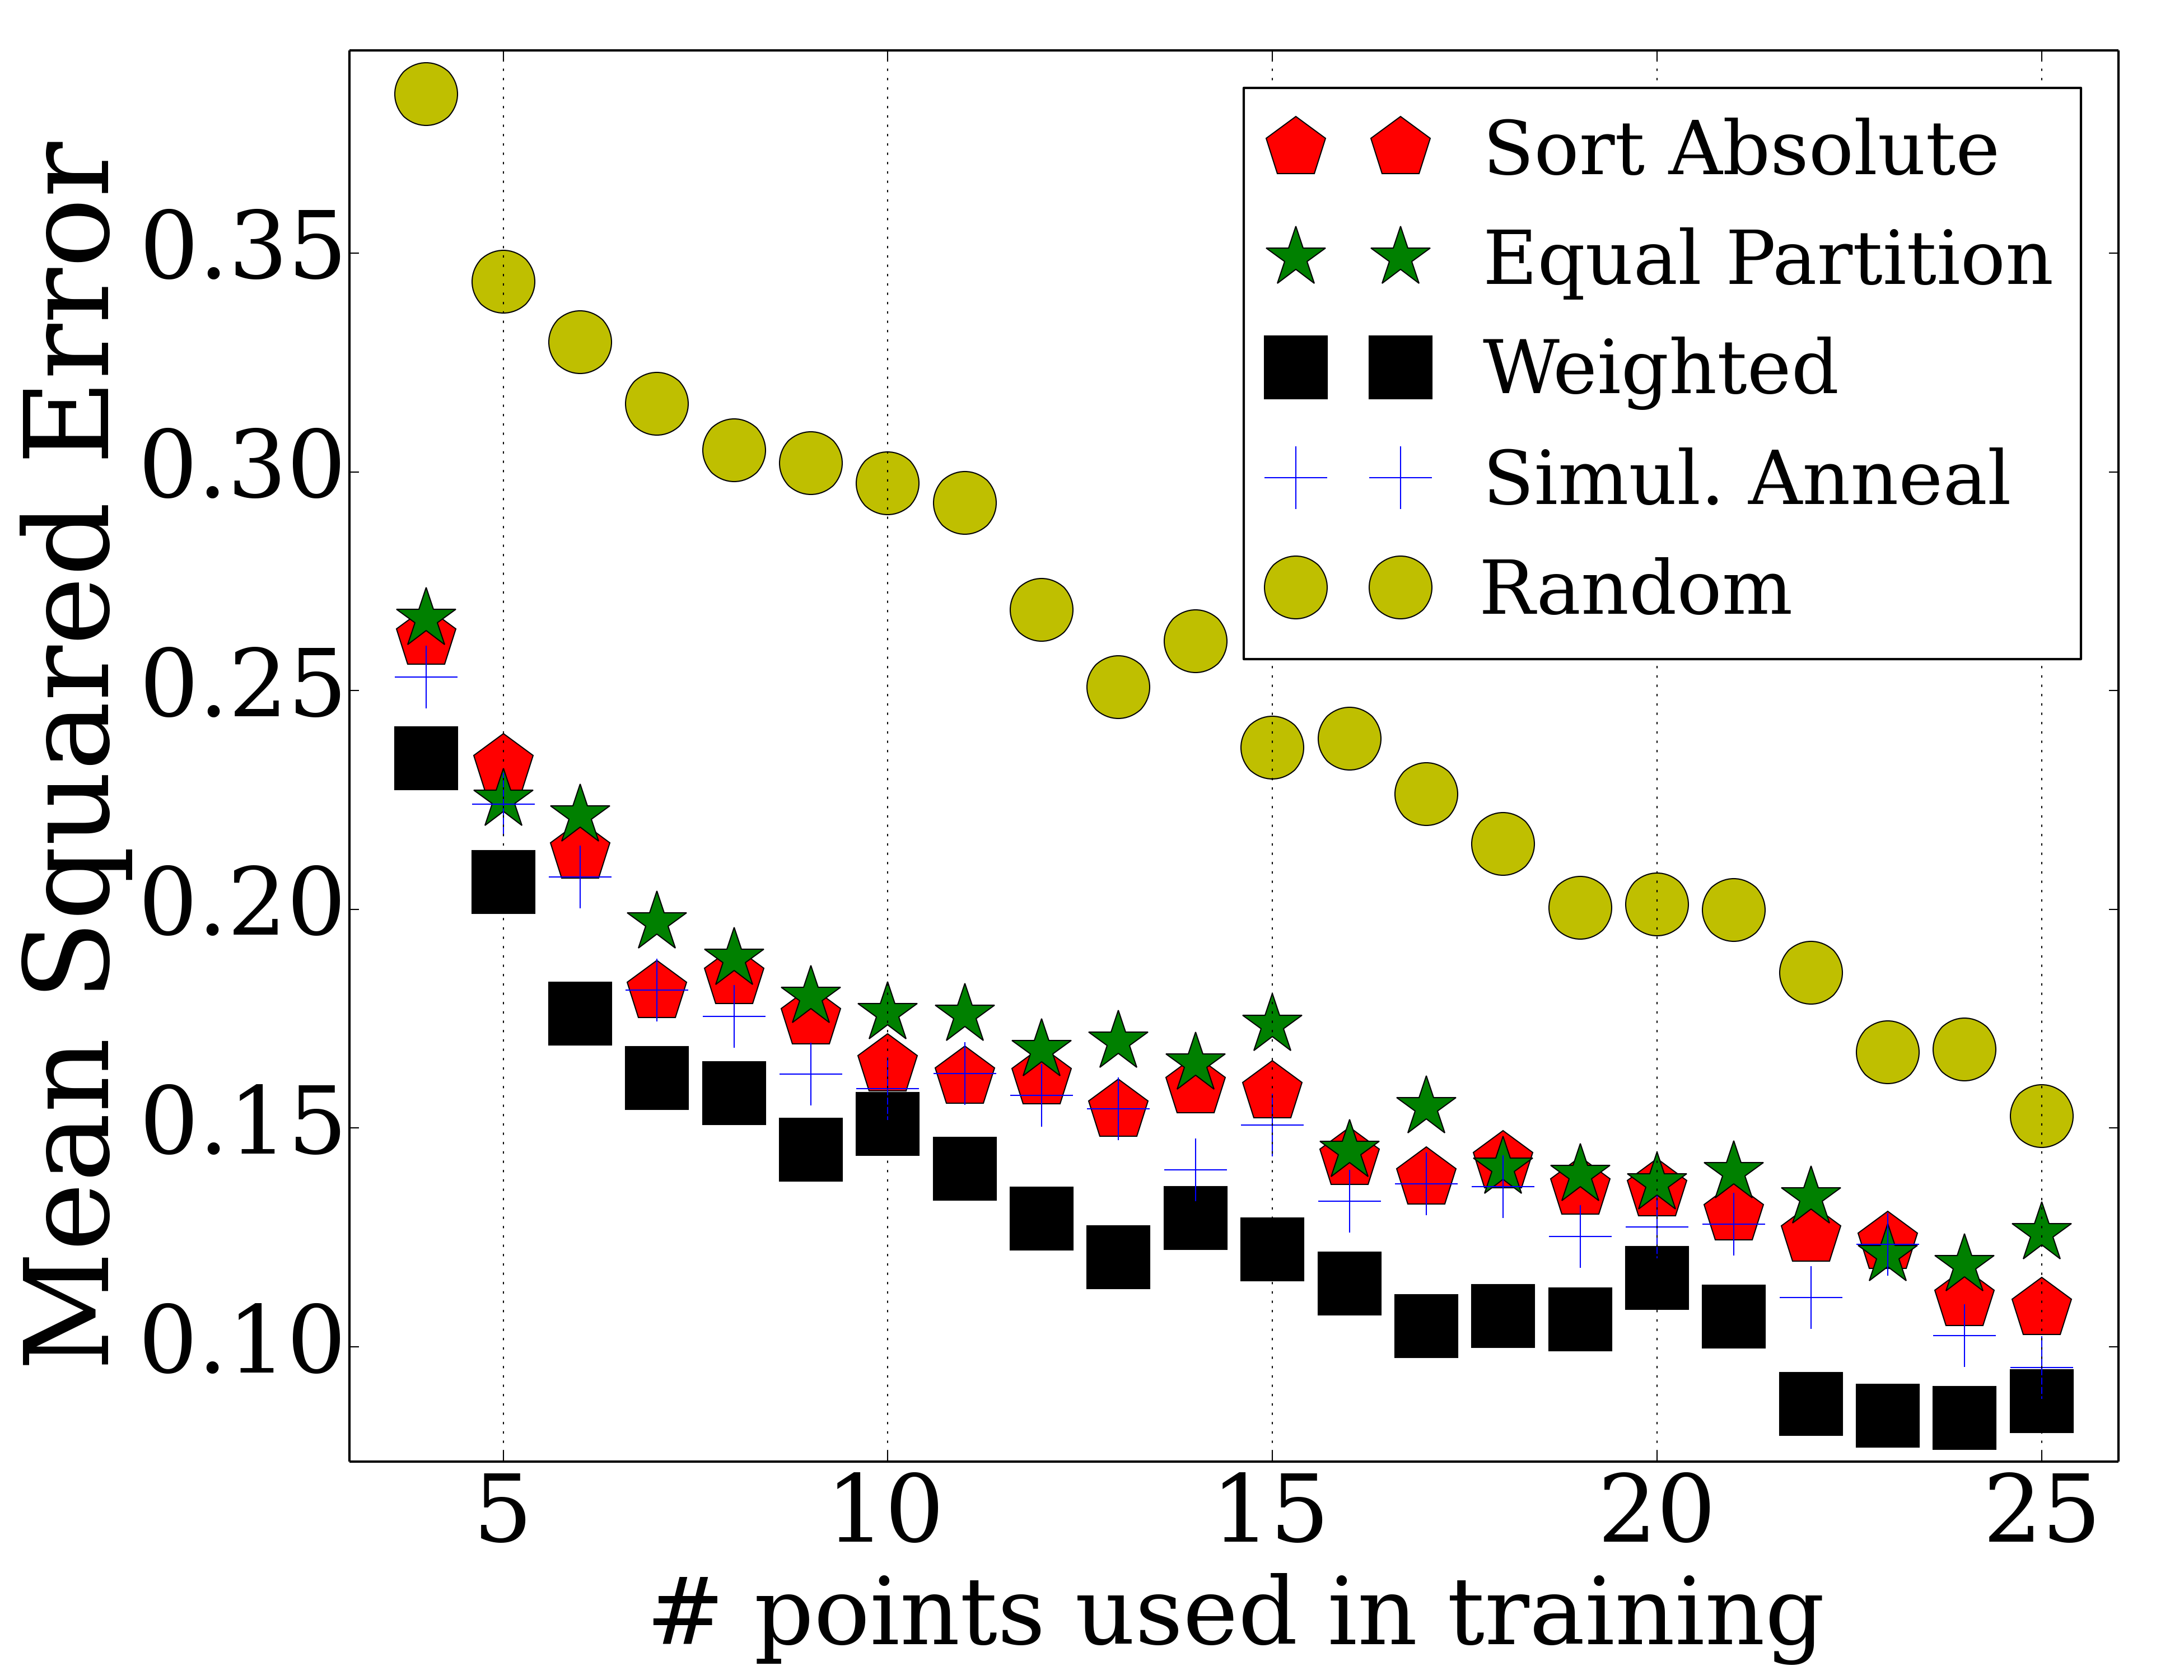 Mean Squared Error
0.35
0.30
0.25
0.20
0.15
0.10
Sort Absolute
Equal Partition
Weighted
Simul. Anneal
Random
5 10 15 20 25
# points used in training